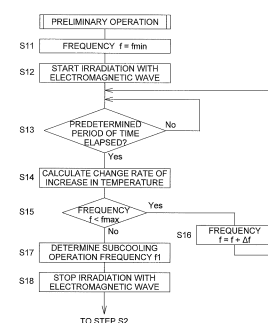 PRELIMINARY OPERATION
S11
FREQUENCY f = fmin
S12
START IRRADIATION WITH
ELECTROMAGNETIC WAVE
S13
PREDETERMINED
PERIOD OF TIME
ELAPSED?
No
Yes
S14
CALCULATE CHANGE RATE OF
INCREASE IN TEMPERATURE
S15
FREQUENCY
f < fmax
Yes
No
S16
FREQUENCY
f = f + Δf
S17
DETERMINE SUBCOOLING
OPERATION FREQUENCY f1
S18
STOP IRRADIATION WITH
ELECTROMAGNETIC WAVE
TO STEP S2